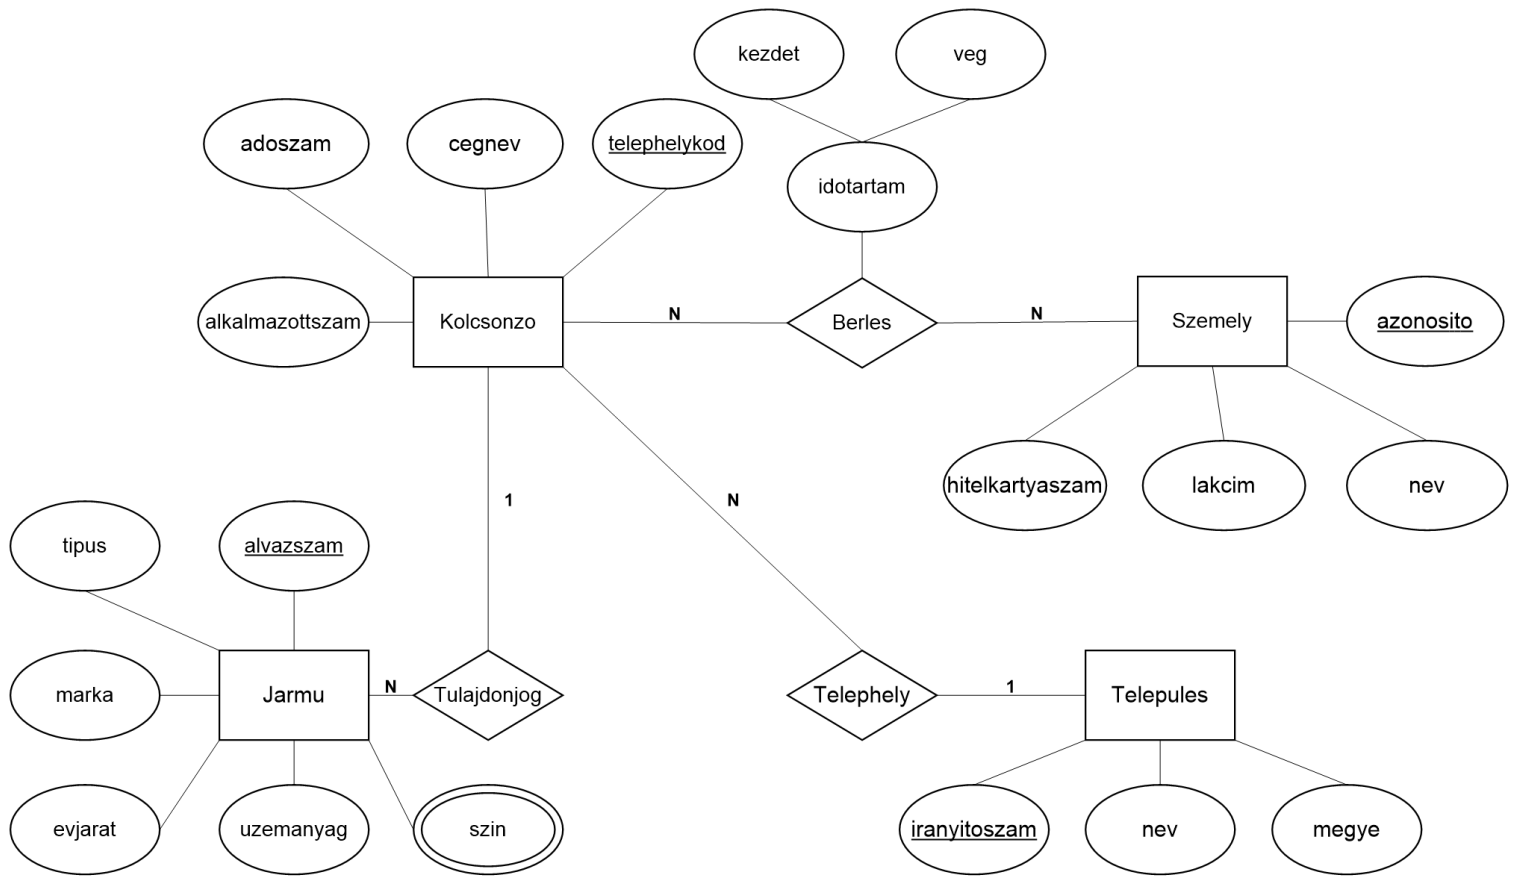 kezdet
veg
adoszam
cegnev
telephelykod
idotartam
alkalmazottszam
Kolcsonzo
N
Berles
N
Szemely
azonosito
hitelkartyaszam
lakcim
nev
1
N
tipus
alvazszam
marka
Jarmu
N
Tulajdonjog
Telephely
1
Telepules
evjarat
uzemanyag
szin
iranyitoszam
nev
megye